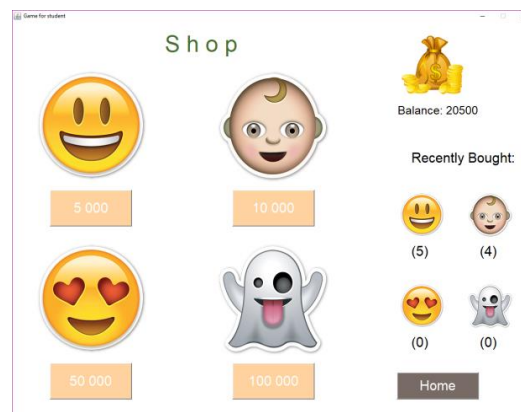 Game for student
Shop
Balance: 20500
Recently Bought:
5 000
10 000
(5)
(4)
(0)
(0)
50 000
100 000
Home